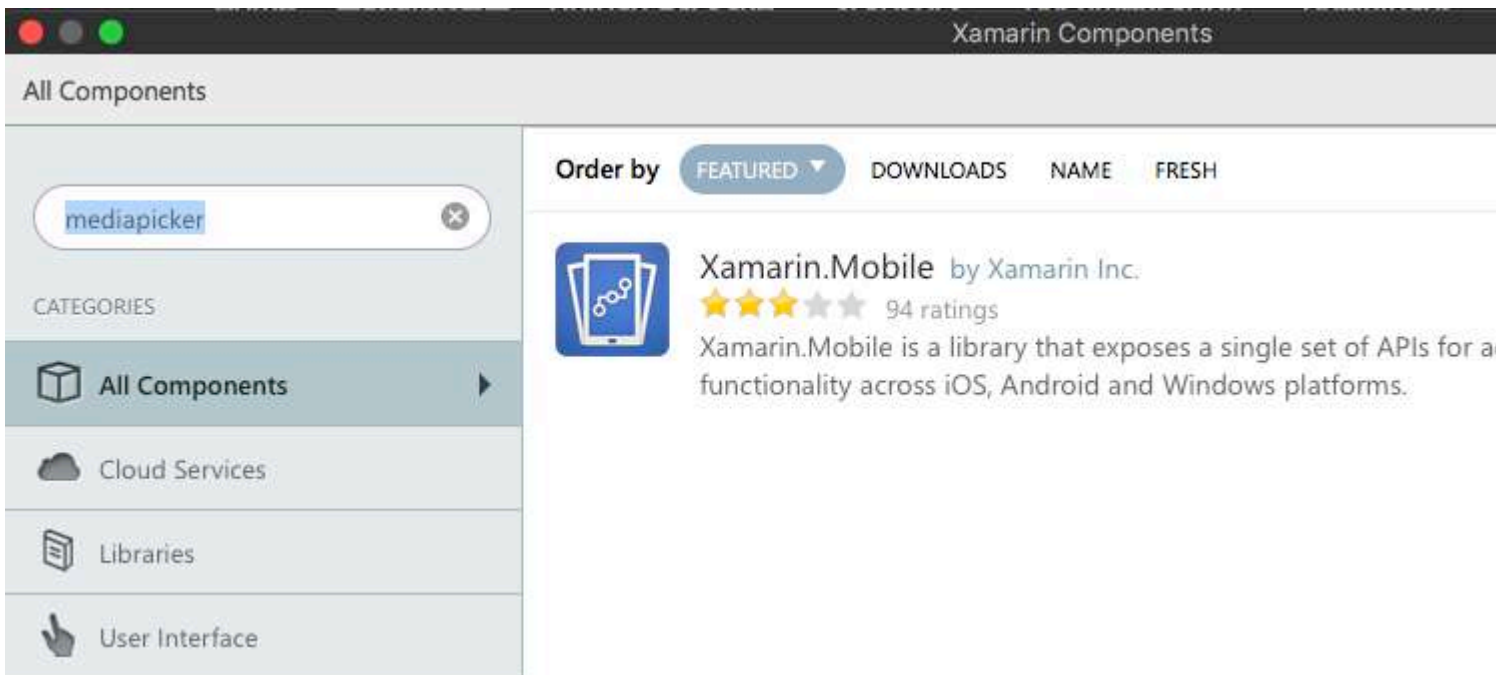 Xamarin Components
All Components
mediapicker
CATEGORIES
All Components
Cloud Services
Libraries
User Interface
Order by FEATURED DOWNLOADS NAME FRESH
Xamarin.Mobile by Xamarin Inc.
94 ratings
Xamarin.Mobile is a library that exposes a single set of APIs for
functionality across iOS, Android and Windows platforms.